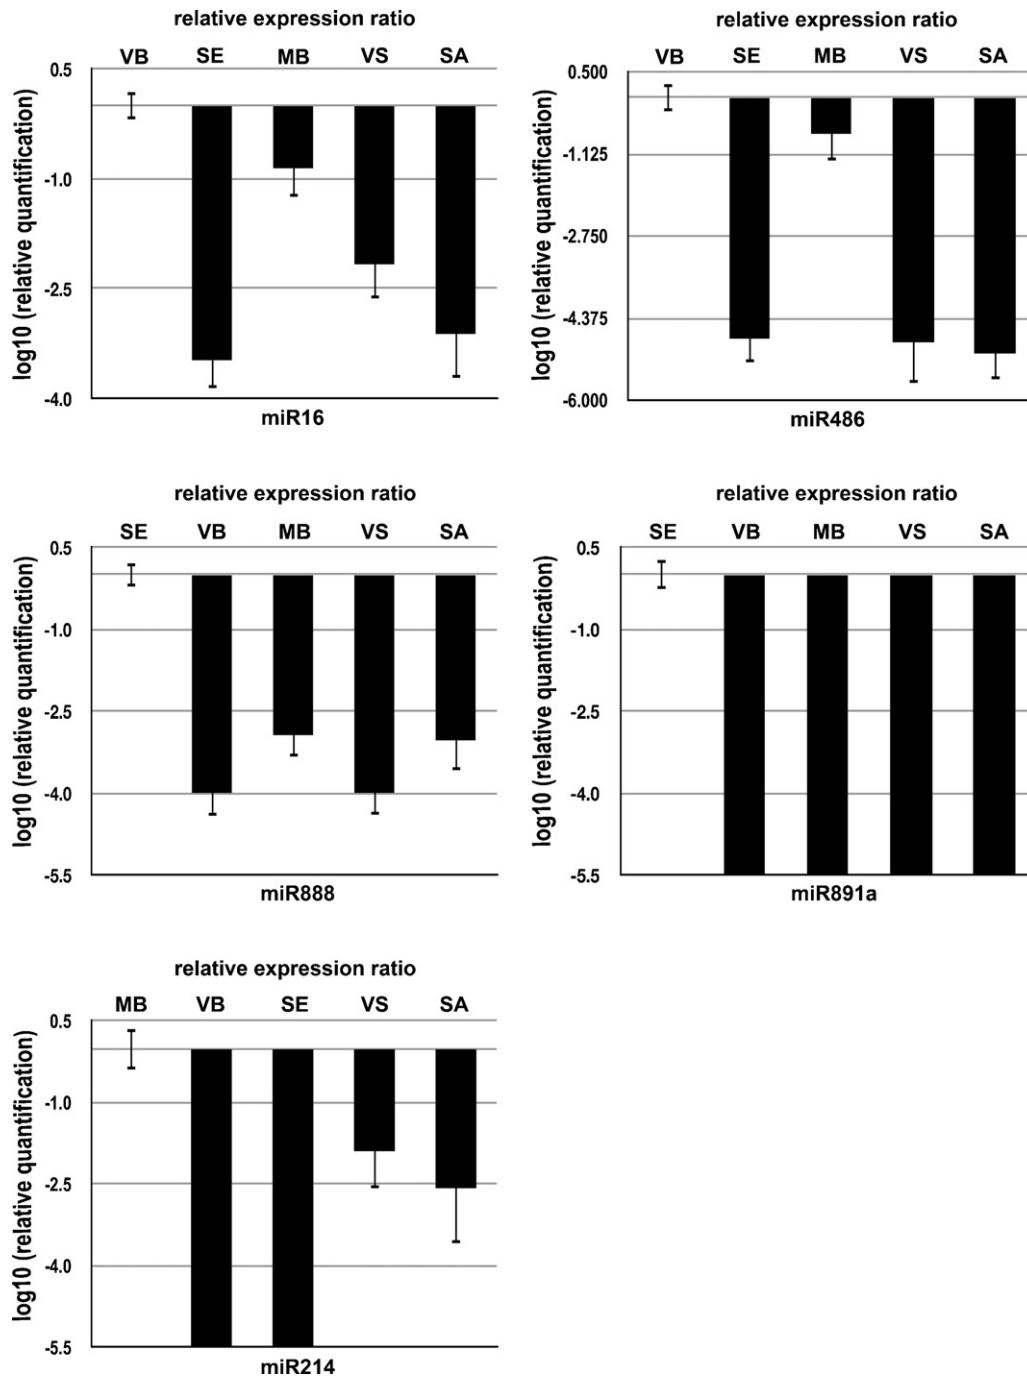 relative expression ratio
VB SE MB VS SA
log10 (relative quantification)
0.5
-1.0
-2.5
-4.0
miR16
relative expression ratio
VB SE MB VS SA
log10 (relative quantification)
0.500
-1.125
-2.750
-4.375
-6.000
miR486
relative expression ratio
SE VB MB VS SA
log10 (relative quantification)
0.5
-1.0
-2.5
-4.0
-5.5
miR888
relative expression ratio
SE VB MB VS SA
log10 (relative quantification)
0.5
-1.0
-2.5
-4.0
-5.5
miR891a
relative expression ratio
MB VB SE VS SA
log10 (relative quantification)
0.5
-1.0
-2.5
-4.0
-5.5
miR214